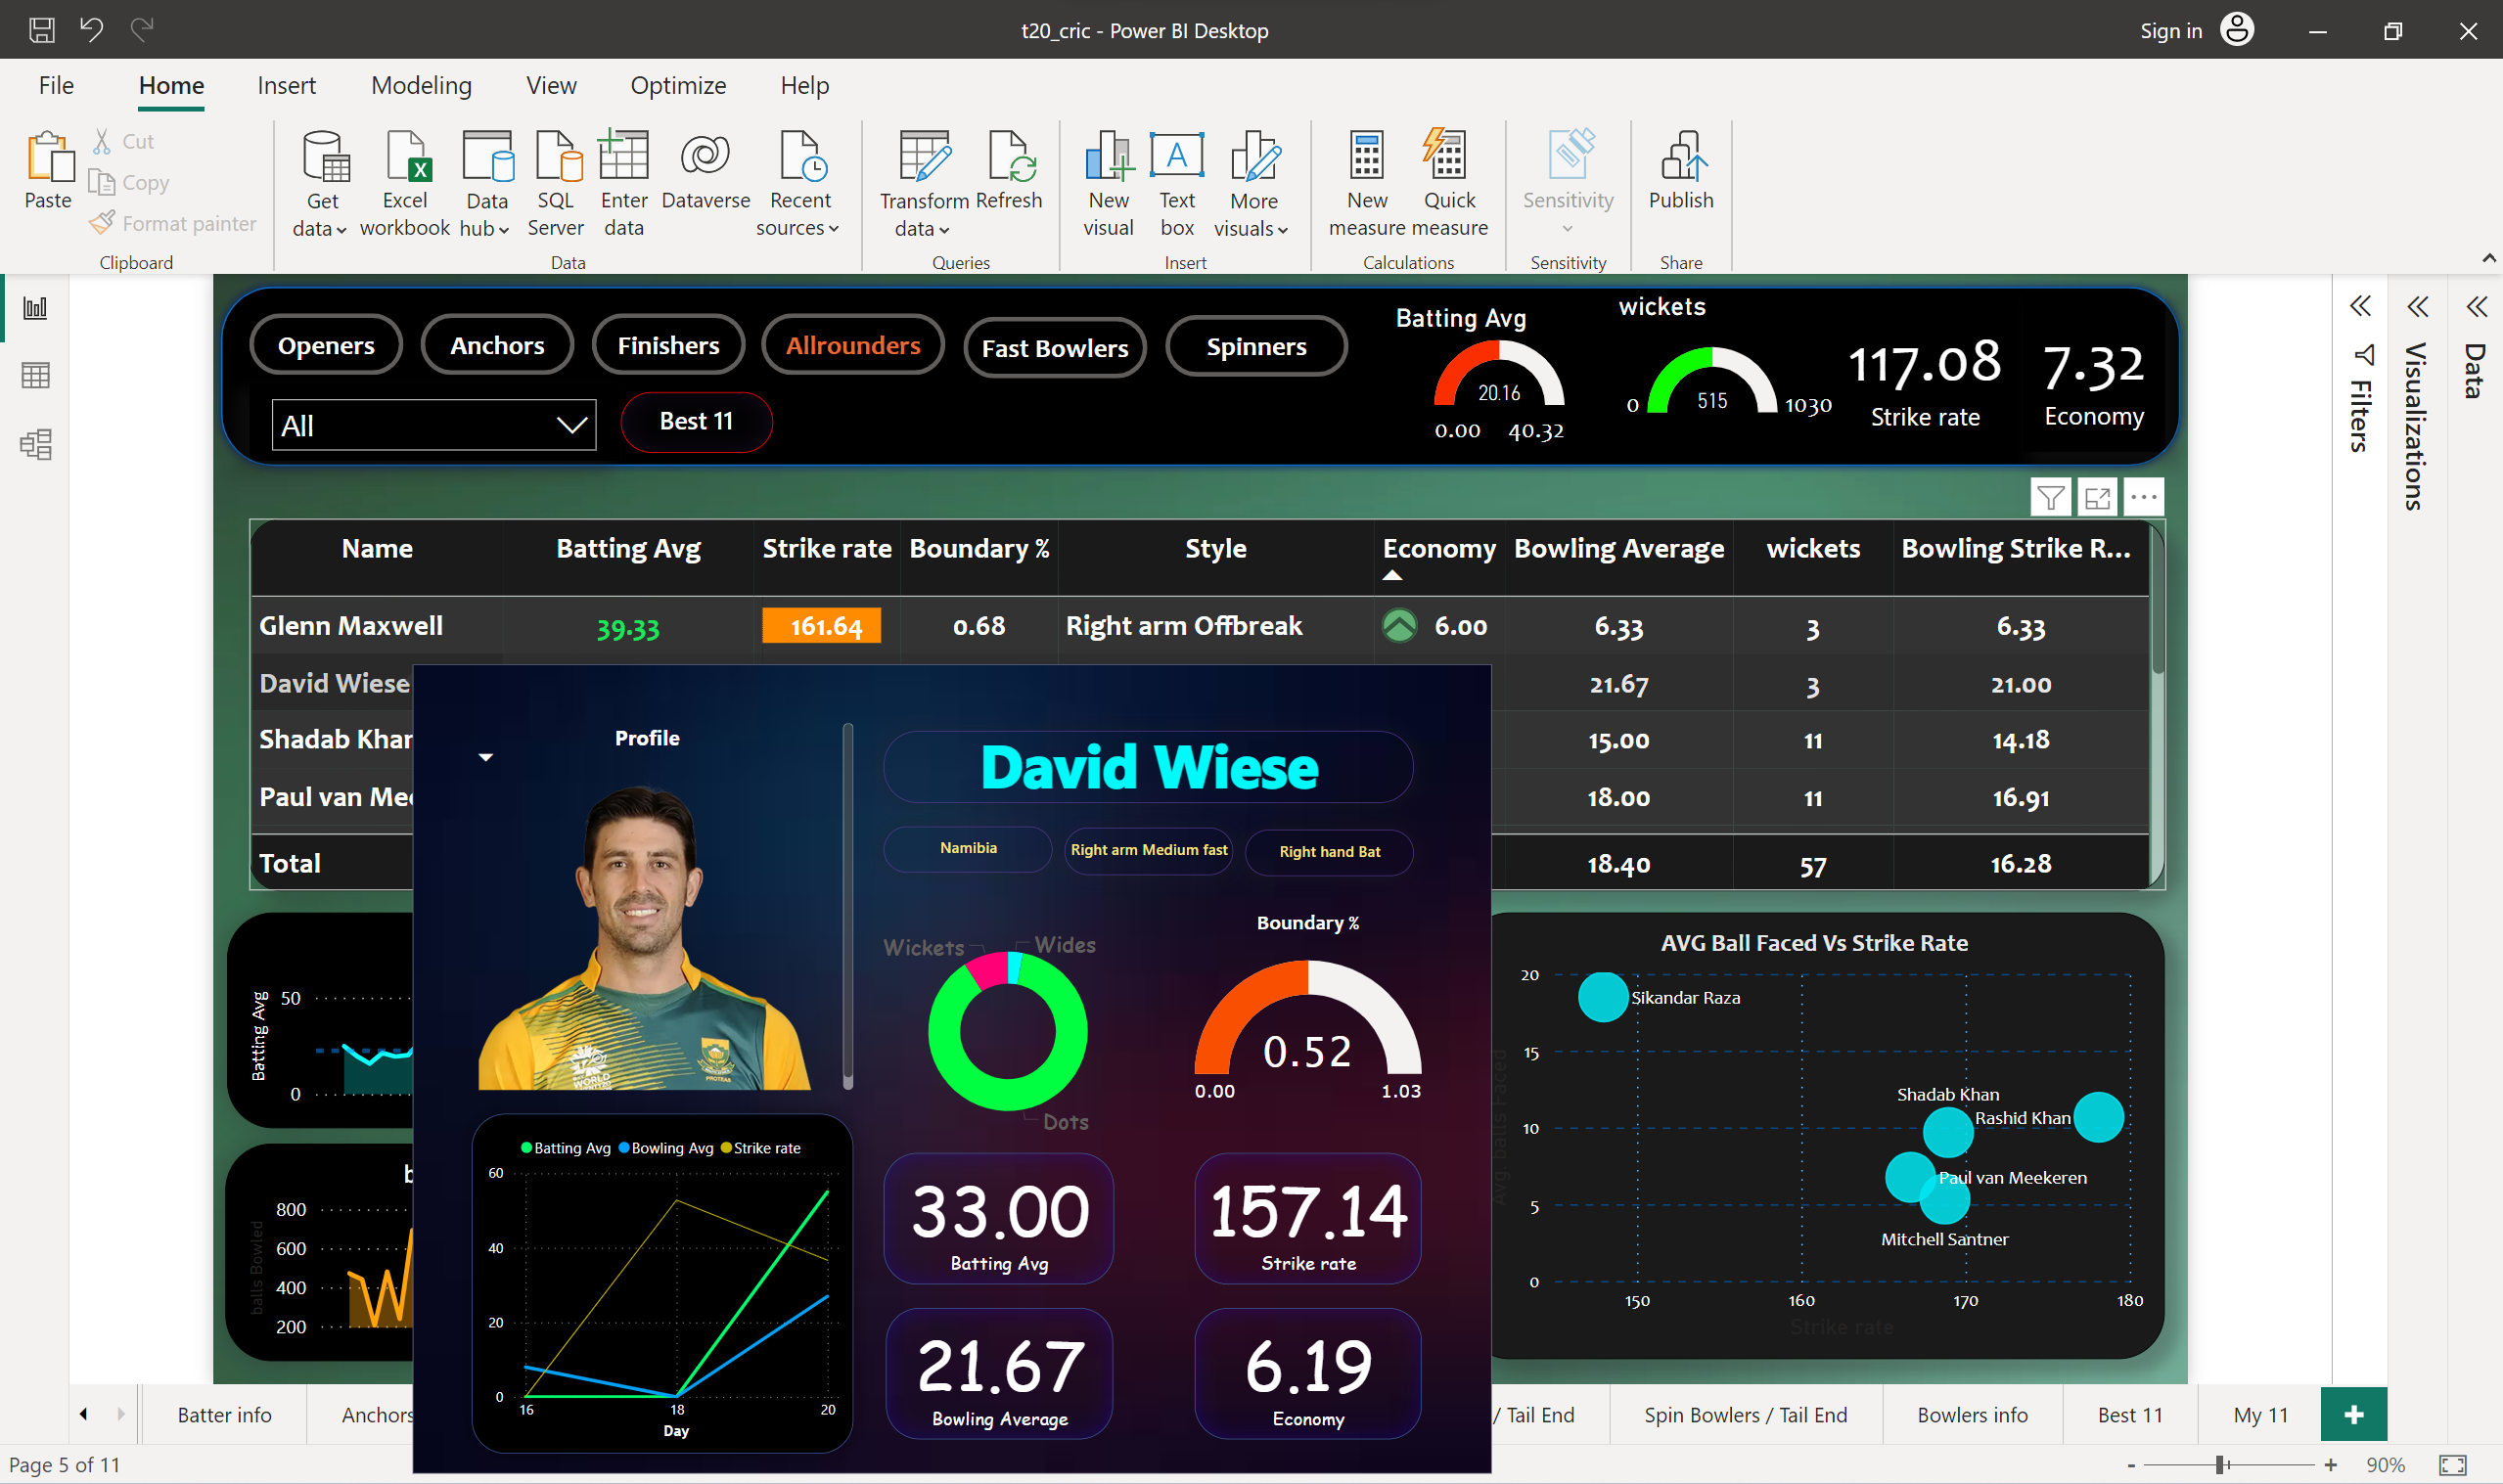 t20_cric - Power BI Desktop
Sign in
File Home Insert Modeling View Optimize Help
Paste
Cut
Copy
Format painter
Clipboard
Get data
Excel workbook
Data hub
SQL Server
Enter data
Dataverse
Recent sources
Data
Transform data
Refresh
Queries
New visual
Text box
More visuals
Insert
New measure
Quick measure
Calculations
Sensitivity
Sensitivity
Publish
Share
Openers
Anchors
Finishers
Allrounders
Fast Bowlers
Spinners
All
Best 11
Batting Avg
20.16
0.00 40.32
wickets
515
0 1030
117.08
Strike rate
7.32
Economy
Filters
Visualizations
Data
Name Batting Avg Strike rate Boundary % Style Economy Bowling Average wickets Bowling Strike R...
Glenn Maxwell 39.33 161.64 0.68 Right arm Offbreak 6.00 6.33 3 6.33
David Wiese 21.67 3 21.00
Shadab Khan 15.00 11 14.18
Paul van Mee 18.00 11 16.91
Total 18.40 57 16.28
Profile
David Wiese
Namibia
Right arm Medium fast
Right hand Bat
Wickets
Wides
Dots
WORLD
PROTEAS
Boundary %
0.52
0.00 1.03
Batting Avg Bowling Avg Strike rate
60
40
20
0
16 18 20
Day
33.00
Batting Avg
157.14
Strike rate
21.67
Bowling Average
6.19
Economy
Batting Avg
50
0
b
balls Bowled
800
600
400
200
AVG Ball Faced Vs Strike Rate
Avg. balls Faced
20
15
10
5
0
Sikandar Raza
Shadab Khan
Rashid Khan
Paul van Meekeren
Mitchell Santner
150 160 170 180
Strike rate
Batter info
Anchors
/ Tail End
Spin Bowlers / Tail End
Bowlers info
Best 11
My 11
Page 5 of 11
- + 90%